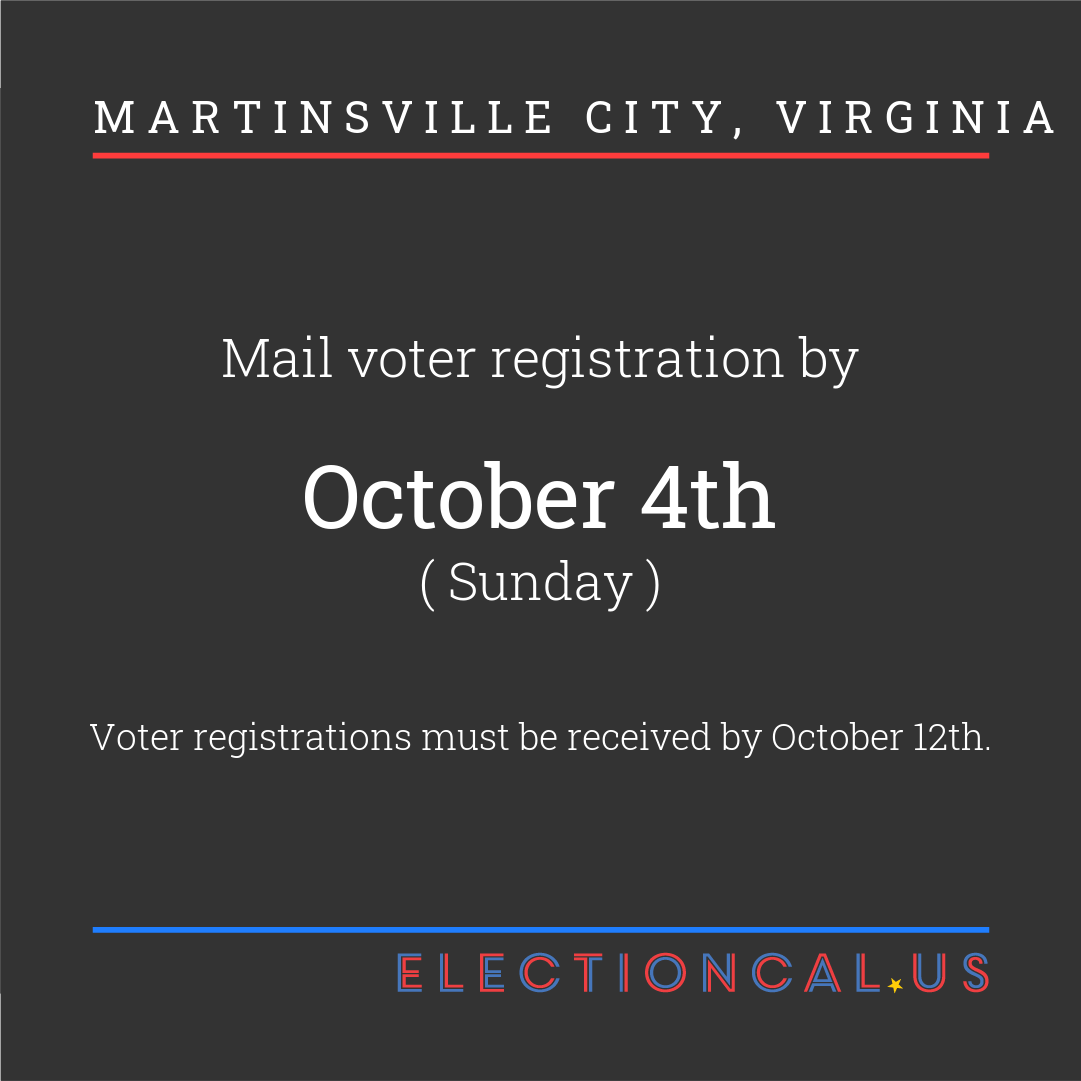 MARTINSVILLE CITY, VIRGINIA
Mail voter registration by
October 4th
( Sunday )
Voter registrations must be received by October 12th.
ELECTIONCAL.US